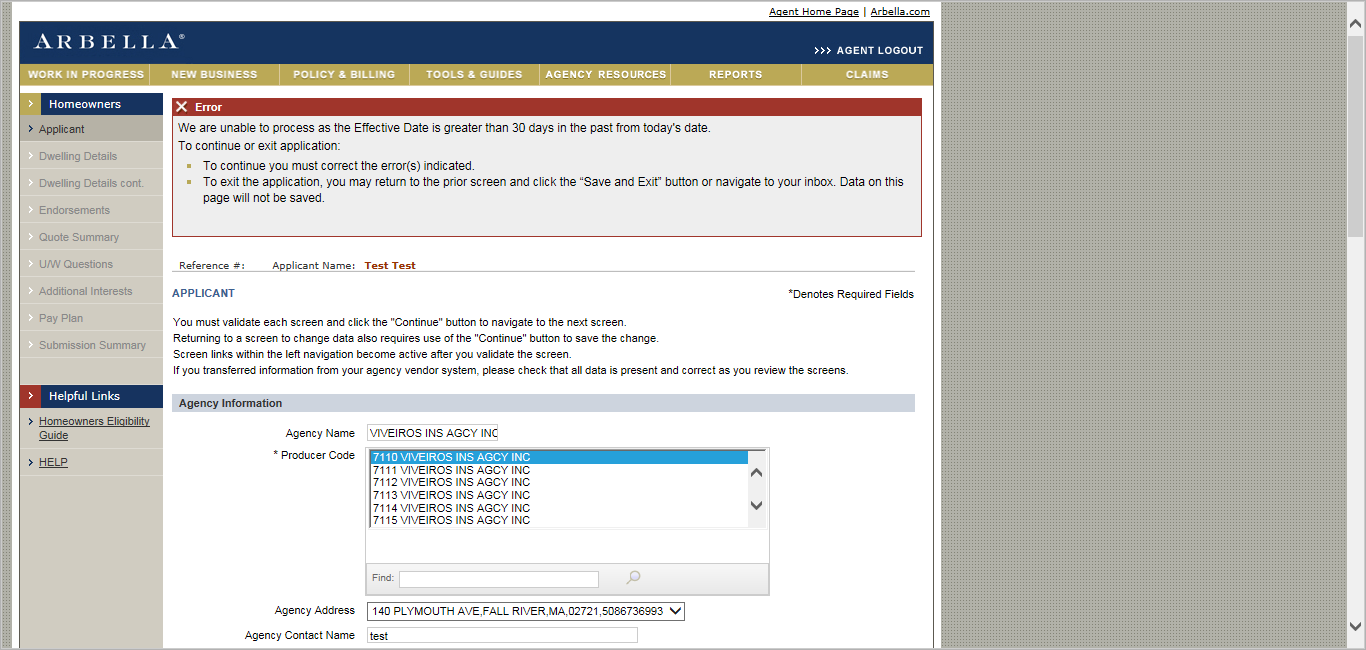 Agent Home Page | Arbella.com
ARBELLA®
>>> AGENT LOGOUT
WORK IN PROGRESS NEW BUSINESS POLICY & BILLING TOOLS & GUIDES AGENCY RESOURCES REPORTS CLAIMS
Homeowners
Applicant
Dwelling Details
Dwelling Details cont.
Endorsements
Quote Summary
U/W Questions
Additional Interests
Pay Plan
Submission Summary
Helpful Links
Homeowners Eligibility
Guide
HELP
Error
We are unable to process as the Effective Date is greater than 30 days in the past from today's date.
To continue or exit application:
To continue you must correct the error(s) indicated.
To exit the application, you may return to the prior screen and click the “Save and Exit” button or navigate to your inbox. Data on this
page will not be saved.
Reference #: Applicant Name: Test Test
APPLICANT
*Denotes Required Fields
You must validate each screen and click the "Continue" button to navigate to the next screen.
Returning to a screen to change data also requires use of the "Continue" button to save the change.
Screen links within the left navigation become active after you validate the screen.
If you transferred information from your agency vendor system, please check that all data is present and correct as you review the screens.
Agency Information
Agency Name VIVEIROS INS AGCY INC
* Producer Code
7110 VIVEIROS INS AGCY INC
7111 VIVEIROS INS AGCY INC
7112 VIVEIROS INS AGCY INC
7113 VIVEIROS INS AGCY INC
7114 VIVEIROS INS AGCY INC
7115 VIVEIROS INS AGCY INC
Find:
Agency Address 140 PLYMOUTH AVE,FALL RIVER,MA,02721,5086736993
Agency Contact Name test